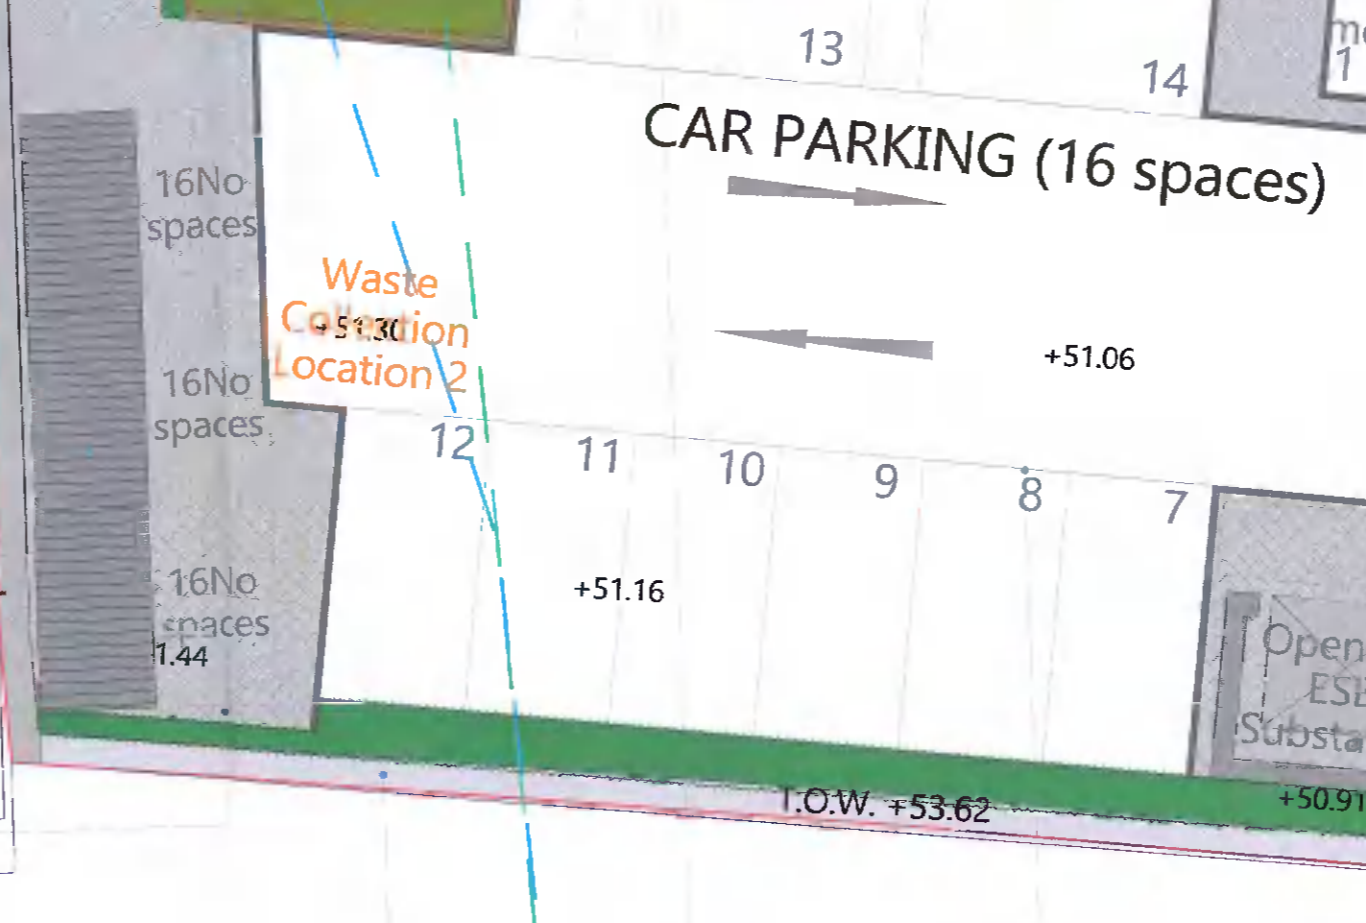 13
14
CAR PARKING (16 spaces)
16No
spaces
Waste
Collection
Location 2
+51.30
+51.06
16No
spaces
12
11
10
9
8
7
+51.16
16No
spaces
1.44
Open
Substa
T.O.W. +53.62
+50.91